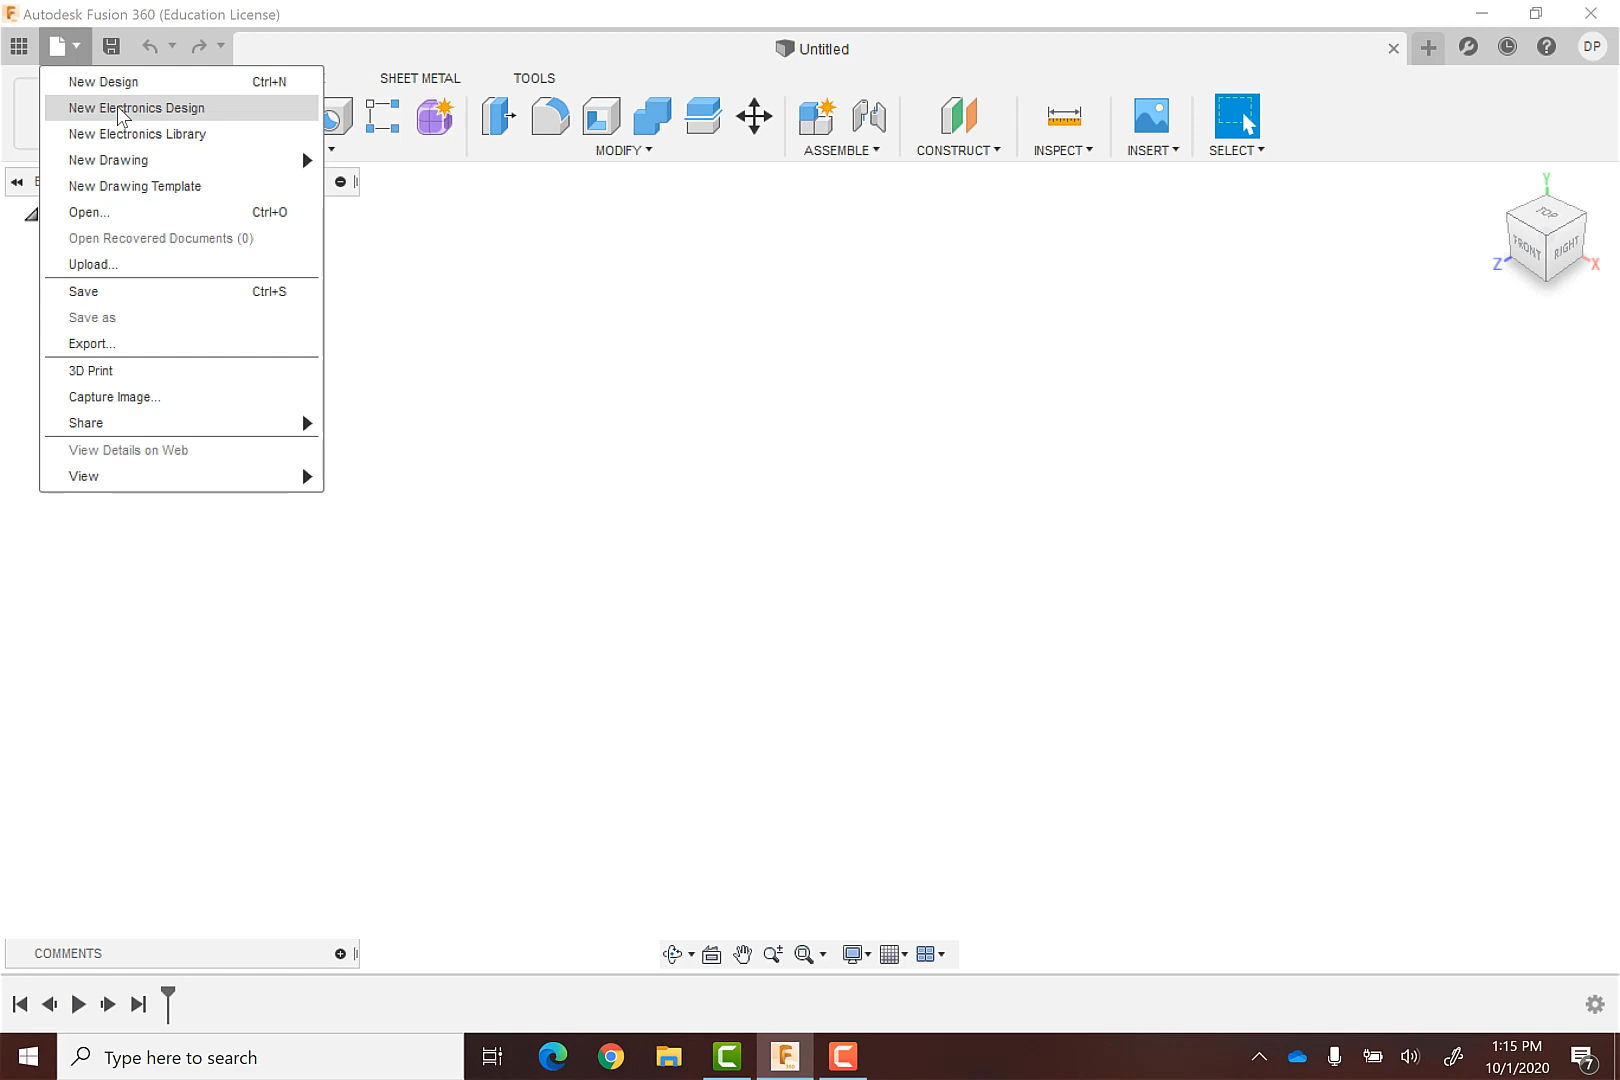 Autodesk Fusion 360 (Education License)
Untitled
DP
New Design Ctrl+N
New Electronics Design
New Electronics Library
New Drawing
New Drawing Template
Open... Ctrl+O
Open Recovered Documents (0)
Upload...
Save Ctrl+S
Save as
Export...
3D Print
Capture Image...
Share
View Details on Web
View
SHEET METAL TOOLS
MODIFY ASSEMBLE CONSTRUCT INSPECT INSERT SELECT
Y
TOP
FRONT RIGHT
Z X
COMMENTS
Type here to search
1:15 PM
10/1/2020
7